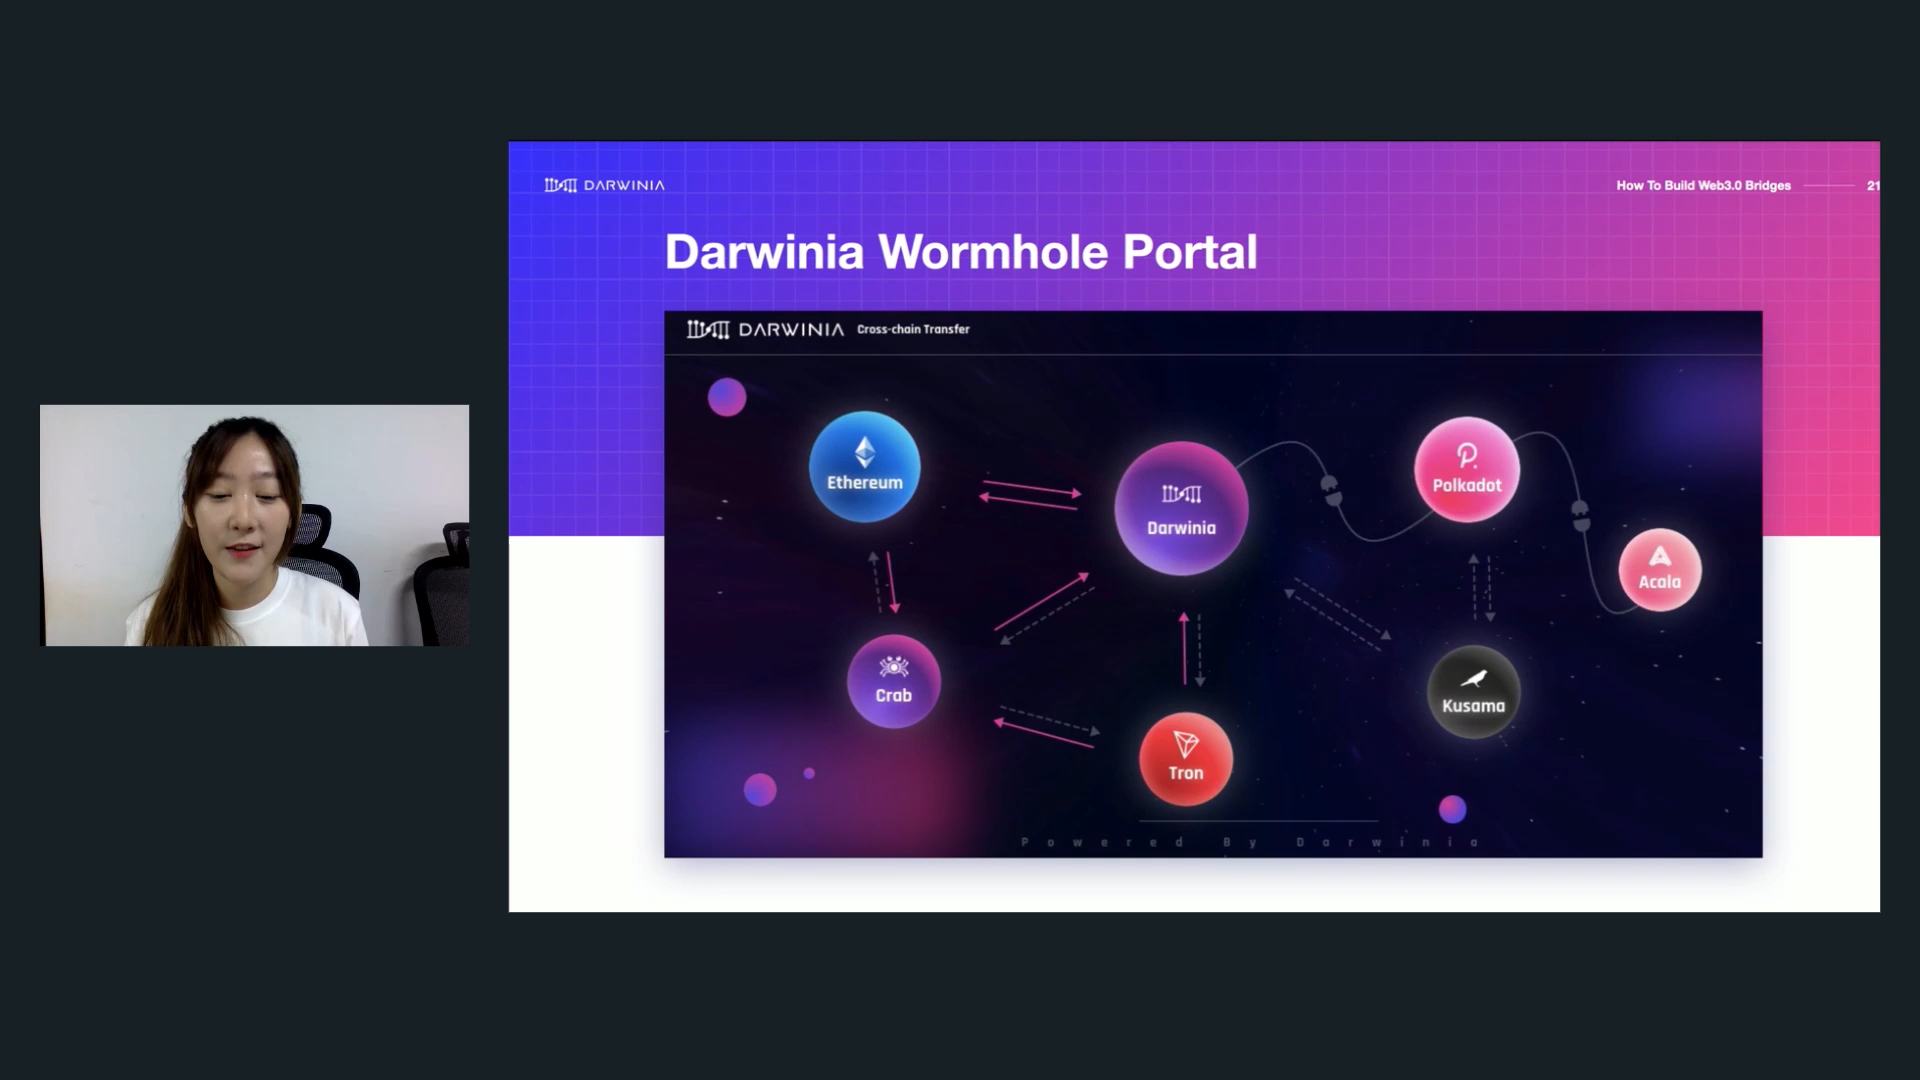 DARWINIA
How To Build Web3.0 Bridges 21
Darwinia Wormhole Portal
DARWINIA Cross-chain Transfer
Ethereum
Darwinia
Polkadot
Acala
Crab
Kusama
Tron
Powered By Darwinia